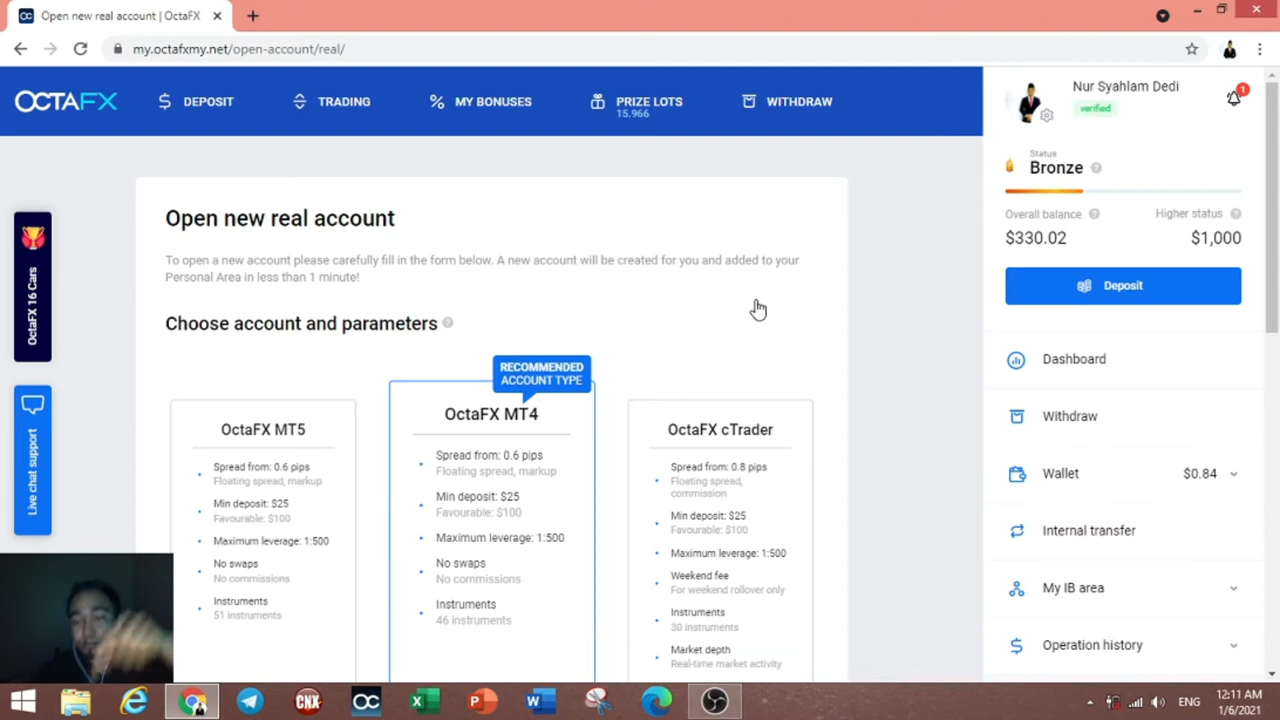 Open new real account | OctaFX
my.octafxmy.net/open-account/real/
OCTAFX
DEPOSIT
TRADING
MY BONUSES
PRIZE LOTS
15.966
WITHDRAW
Nur Syahlam Dedi
verified
1
Status
Bronze
Overall balance
Higher status
$330.02
$1,000
Deposit
Dashboard
Withdraw
Wallet
$0.84
Internal transfer
My IB area
Operation history
OctaFX 16 Cars
Live chat support
Open new real account
To open a new account please carefully fill in the form below. A new account will be created for you and added to your
Personal Area in less than 1 minute!
Choose account and parameters
RECOMMENDED
ACCOUNT TYPE
OctaFX MT5
Spread from: 0.6 pips
Floating spread, markup
Min deposit: $25
Favourable: $100
Maximum leverage: 1:500
No swaps
No commissions
Instruments
51 instruments
OctaFX MT4
Spread from: 0.6 pips
Floating spread, markup
Min deposit: $25
Favourable: $100
Maximum leverage: 1:500
No swaps
No commissions
Instruments
46 instruments
OctaFX cTrader
Spread from: 0.8 pips
Floating spread,
commission
Min deposit: $25
Favourable: $100
Maximum leverage: 1:500
Weekend fee
For weekend rollover only
Instruments
30 instruments
Market depth
Real-time market activity
CNX
OC
ENG
12:11 AM
1/6/2021